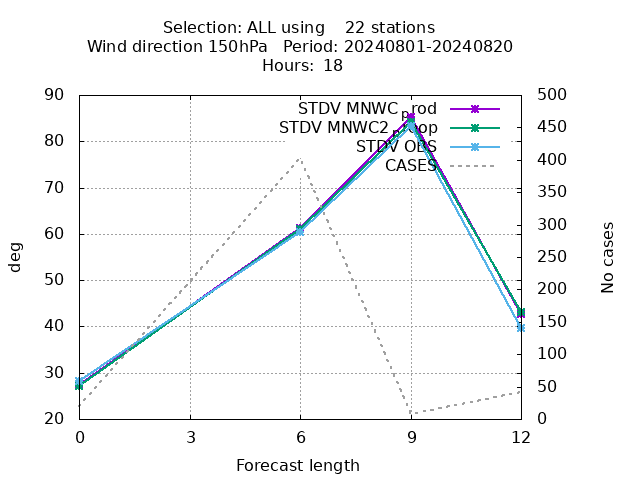 Selection: ALL using 22 stations
Wind direction 150hPa Period: 20240801-20240820
Hours: 18
90
80
70
60
50
40
30
20
500
450
400
350
300
250
200
150
100
50
0
STDV MNWC_prod
STDV MNWC2_preop
STDV OBS
CASES
deg
No cases
0 3 6 9 12
Forecast length